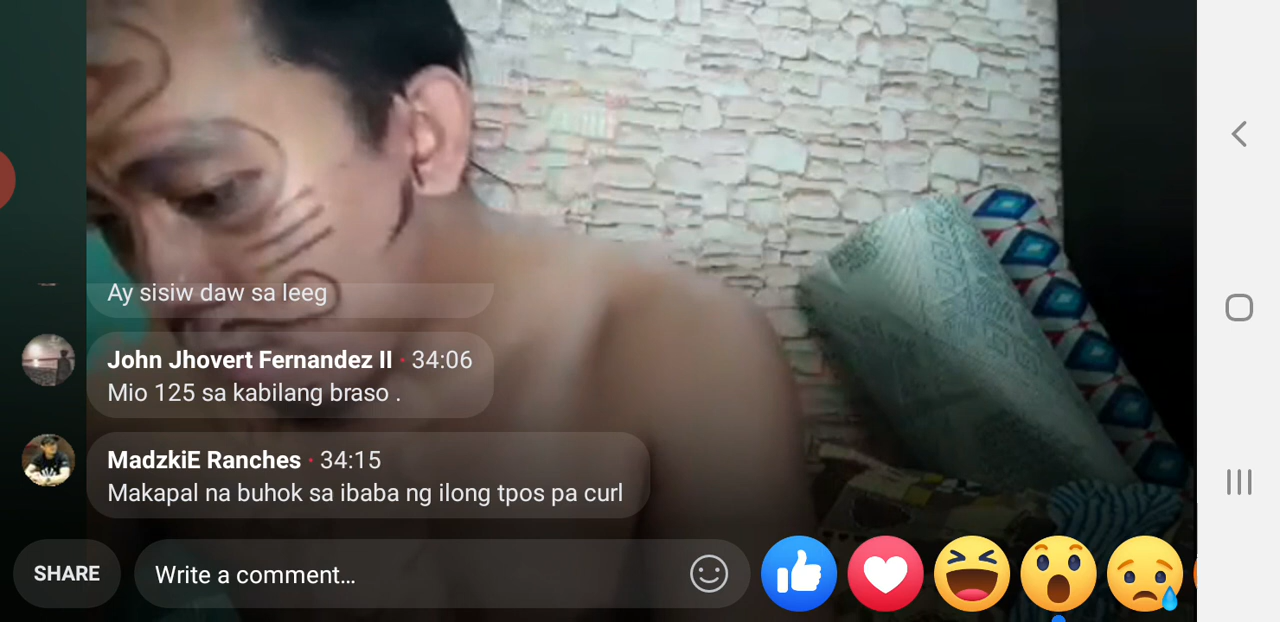 Ay sisiw daw sa leeg
John Jhovert Fernandez II · 34:06
Mio 125 sa kabilang braso .
MadzkiE Ranches · 34:15
Makapal na buhok sa ibaba ng ilong tpos pa curl
SHARE
Write a comment...